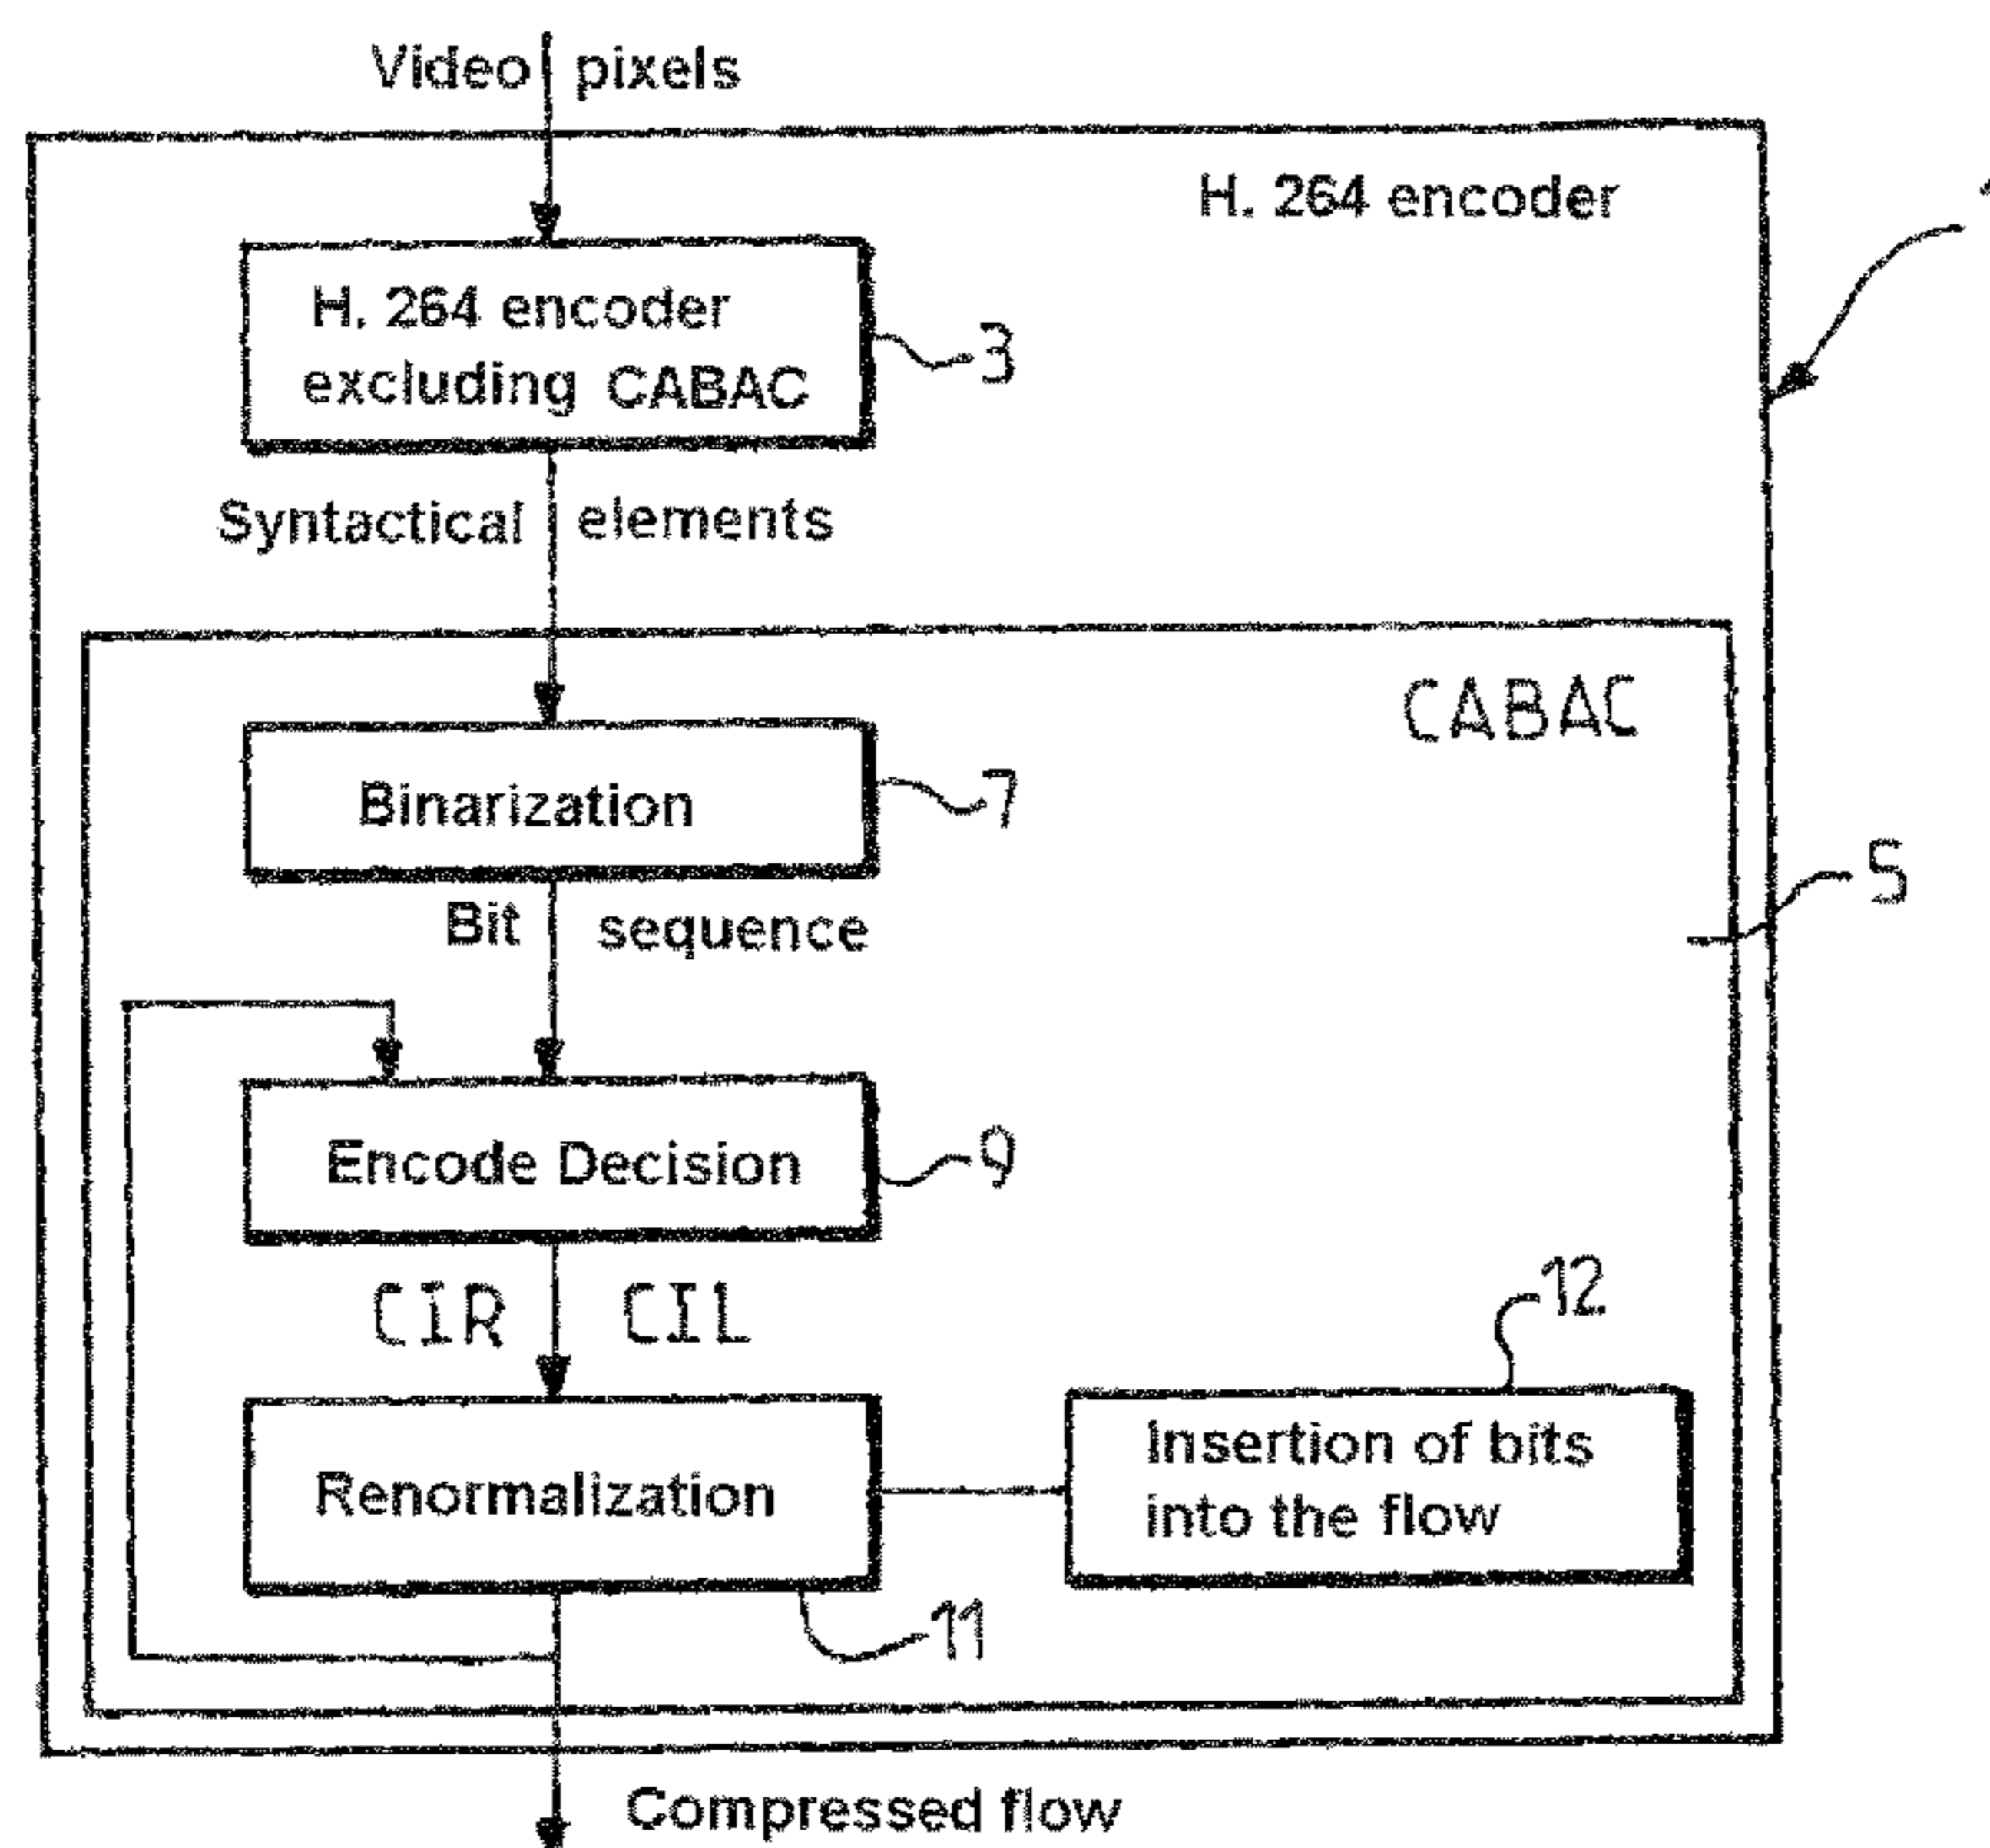 Video pixels
H. 264 encoder
H. 264 encoder
excluding CABAC
3
Syntactical elements
CABAC
Binarization
7
5
Bit sequence
Encode Decision
9
CIR CIL
12
Insertion of bits
into the flow
Renormalization
11
Compressed flow